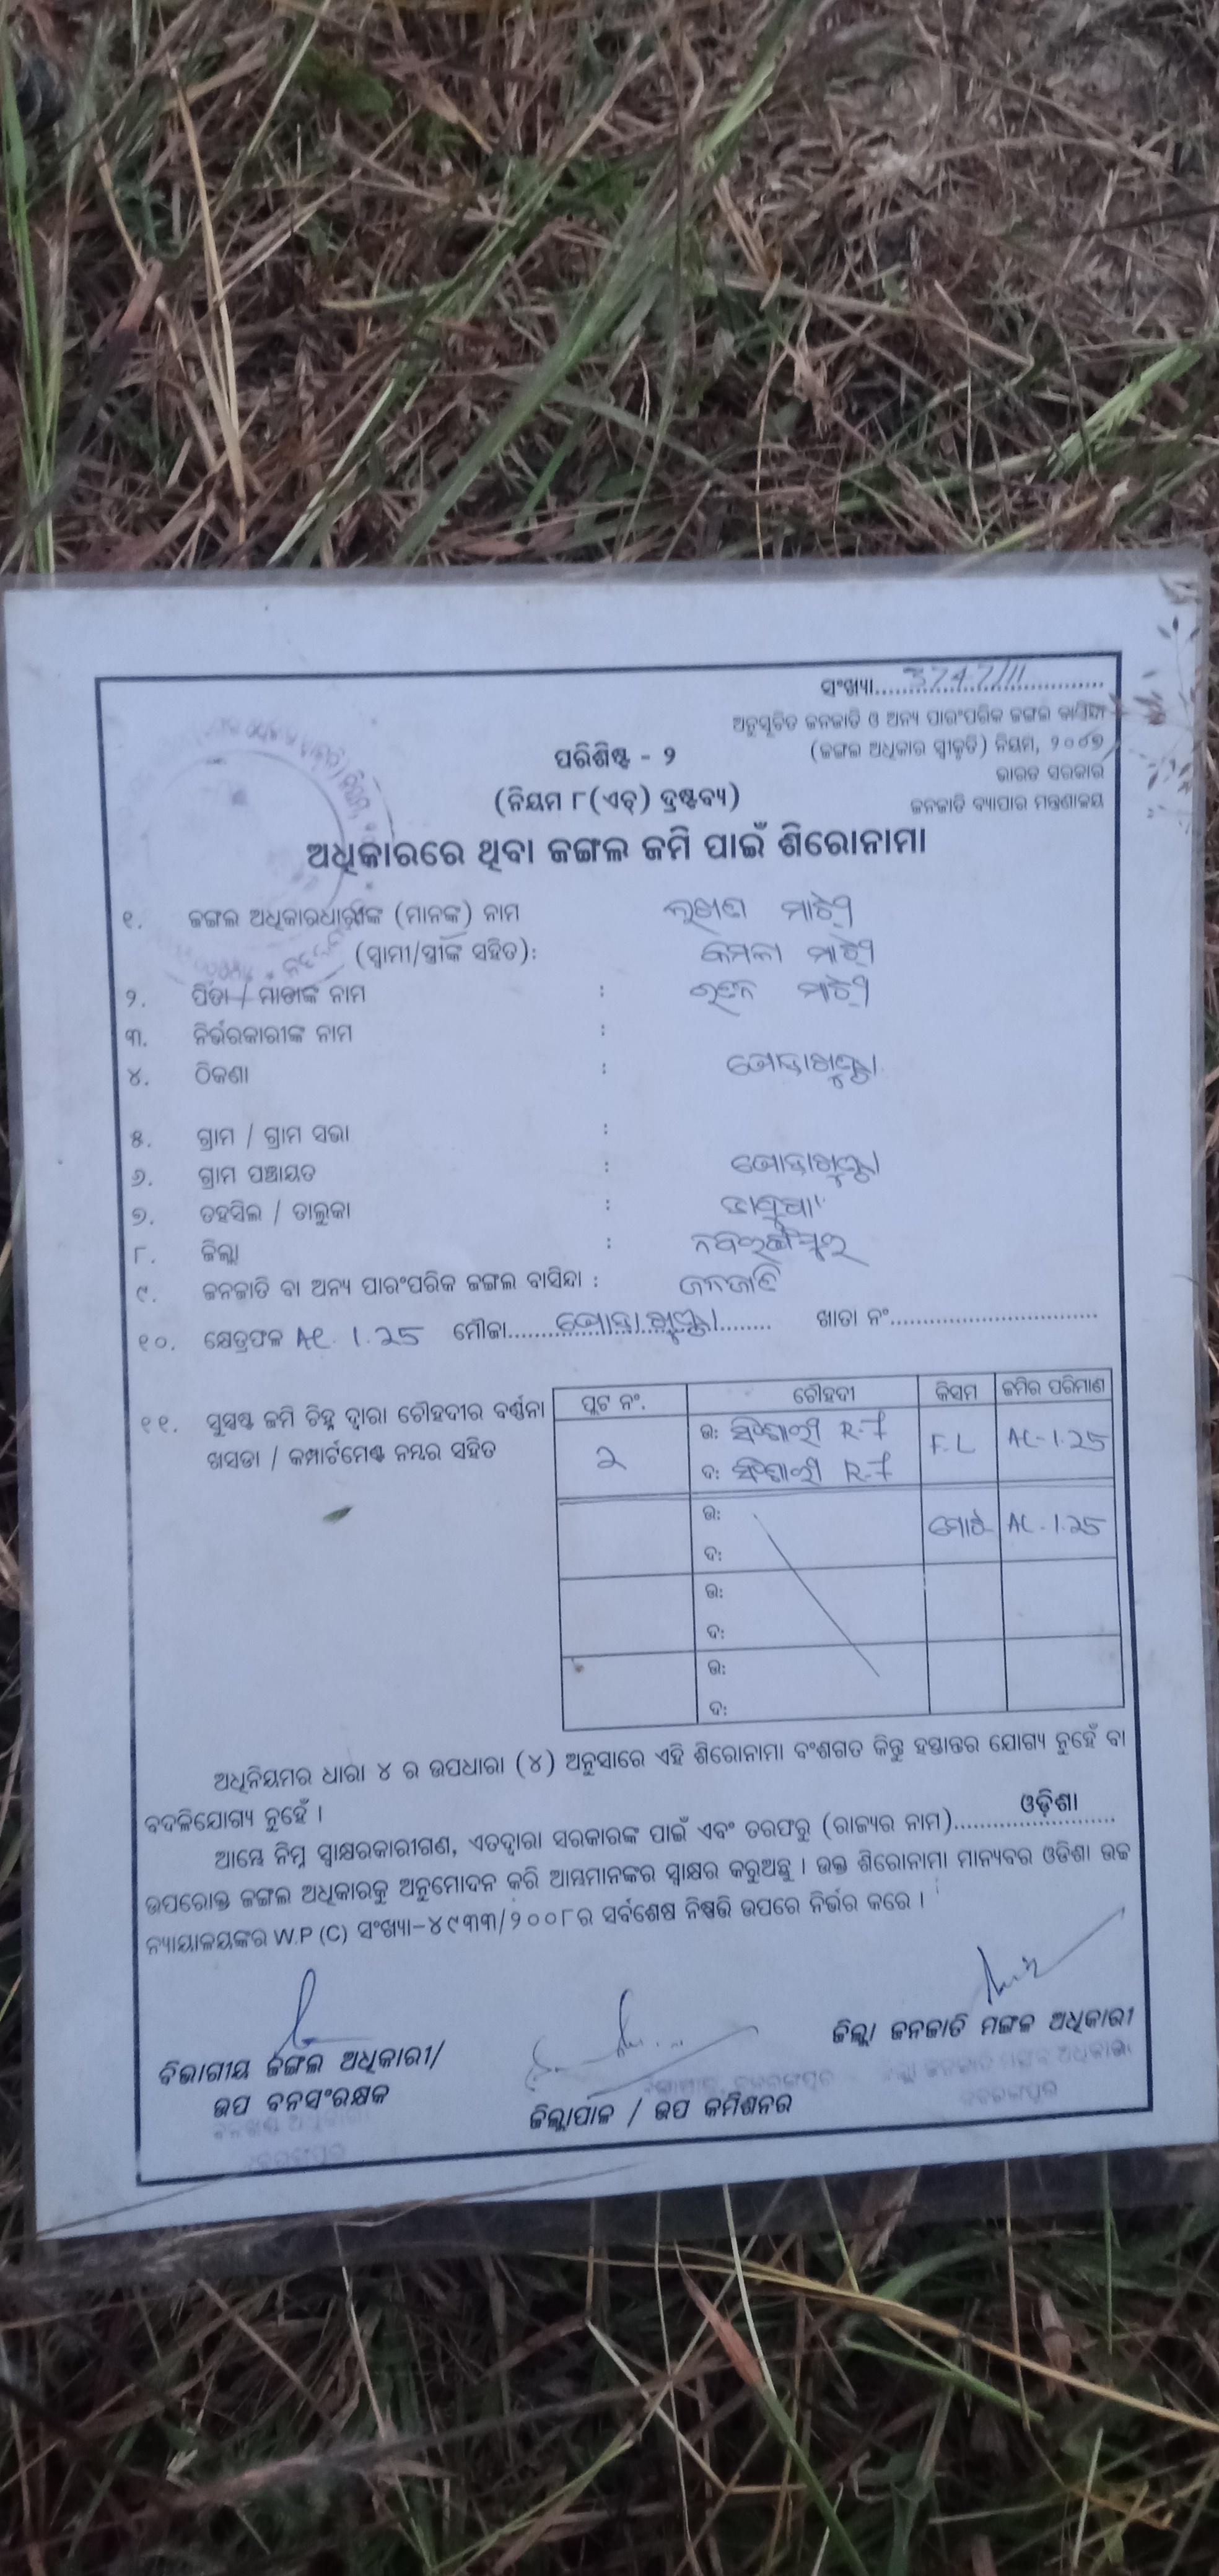 ସଂଖ୍ୟା.....3747/11.....
ଅନୁସୂଚିତ ଜନଜାତି ଓ ଅନ୍ୟ ପାରଂପରିକ ଜଙ୍ଗଲ ବାସିନ୍ଦା
(ଜଙ୍ଗଲ ଅଧିକାର ସ୍ୱୀକୃତି) ନିୟମ, ୨୦୦୭
ଭାରତ ସରକାର
ଜନଜାତି ବ୍ୟାପାର ମନ୍ତ୍ରଣାଳୟ
ପରିଶିଷ୍ଟ - ୨
(ନିୟମ ୮(ଏଚ୍) ଦ୍ରଷ୍ଟବ୍ୟ)
ଅଧିକାରରେ ଥିବା ଜଙ୍ଗଲ ଜମି ପାଇଁ ଶିରୋନାମା
୧. ଜଙ୍ଗଲ ଅଧିକାରଧାରୀଙ୍କ (ମାନଙ୍କ) ନାମ
(ସ୍ୱାମୀ/ସ୍ତ୍ରୀଙ୍କ ସହିତ):
୨. ପିତା / ମାତାଙ୍କ ନାମ :
୩. ନିର୍ଭରକାରୀଙ୍କ ନାମ :
୪. ଠିକଣା :
୫. ଗ୍ରାମ / ଗ୍ରାମ ସଭା :
୬. ଗ୍ରାମ ପଞ୍ଚାୟତ :
୭. ତହସିଲ / ତାଲୁକା :
୮. ଜିଲ୍ଲା : ନବରଙ୍ଗପୁର
୯. ଜନଜାତି ବା ଅନ୍ୟ ପାରଂପରିକ ଜଙ୍ଗଲ ବାସିନ୍ଦା : ଜନଜାତି
୧୦. କ୍ଷେତ୍ରଫଳ AC. 1.25 ମୌଜା.......... ଖାତା ନଂ..........
୧୧. ସୁସ୍ପଷ୍ଟ ଜମି ଚିହ୍ନ ଦ୍ୱାରା ଚୌହଦୀର ବର୍ଣ୍ଣନା
ଖସଡା / କମ୍ପାର୍ଟମେଣ୍ଟ ନମ୍ବର ସହିତ
ପ୍ଲଟ ନଂ. ଚୌହଦୀ କିସମ ଜମିର ପରିମାଣ
2 ଉ: R.F F.L AC-1.25
ଦ: R.F
ଉ: ମୋଟ AC-1.25
ଦ:
ଉ:
ଦ:
ଉ:
ଦ:
ଅଧିନିୟମର ଧାରା ୪ ର ଉପଧାରା (୪) ଅନୁସାରେ ଏହି ଶିରୋନାମା ବଂଶଗତ କିନ୍ତୁ ହସ୍ତାନ୍ତର ଯୋଗ୍ୟ ନୁହେଁ ବା
ବଦଳିଯୋଗ୍ୟ ନୁହେଁ ।
ଆମ୍ଭେ ନିମ୍ନ ସ୍ୱାକ୍ଷରକାରୀଗଣ, ଏତଦ୍ଦ୍ୱାରା ସରକାରଙ୍କ ପାଇଁ ଏବଂ ତରଫରୁ (ରାଜ୍ୟର ନାମ)......ଓଡ଼ିଶା......
ଉପରୋକ୍ତ ଜଙ୍ଗଲ ଅଧିକାରକୁ ଅନୁମୋଦନ କରି ଆମ୍ଭମାନଙ୍କର ସ୍ୱାକ୍ଷର କରୁଅଛୁ । ଉକ୍ତ ଶିରୋନାମା ମାନ୍ୟବର ଓଡିଶା ଉଚ୍ଚ
ନ୍ୟାୟାଳୟଙ୍କର W.P (C) ସଂଖ୍ୟା-୪୯୩୩/୨୦୦୮ର ସର୍ବଶେଷ ନିଷ୍ପତ୍ତି ଉପରେ ନିର୍ଭର କରେ ।
ବିଭାଗୀୟ ଜଙ୍ଗଲ ଅଧିକାରୀ/
ଉପ ବନସଂରକ୍ଷକ
ଜିଲ୍ଲାପାଳ / ଉପ କମିଶନର
ଜିଲ୍ଲା ଜନଜାତି ମଙ୍ଗଳ ଅଧିକାରୀ